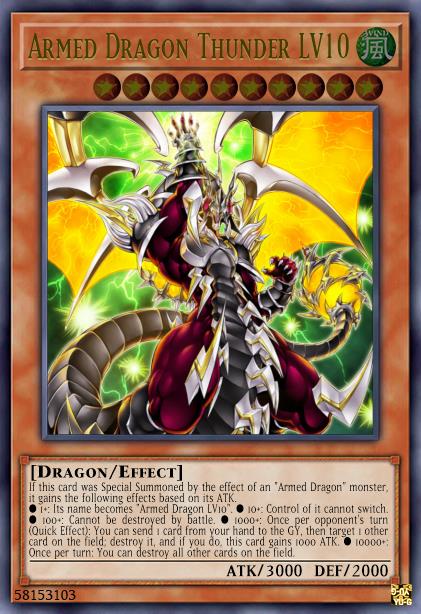 Armed Dragon Thunder LV10
WIND
風
[Dragon/Effect]
If this card was Special Summoned by the effect of an "Armed Dragon" monster,
it gains the following effects based on its ATK.
● 1+: Its name becomes "Armed Dragon LV10". ● 10+: Control of it cannot switch.
● 100+: Cannot be destroyed by battle. ● 1000+: Once per opponent's turn
(Quick Effect): You can send 1 card from your hand to the GY, then target 1 other
card on the field; destroy it, and if you do, this card gains 1000 ATK. ● 10000+:
Once per turn: You can destroy all other cards on the field.
ATK/3000 DEF/2000
58153103